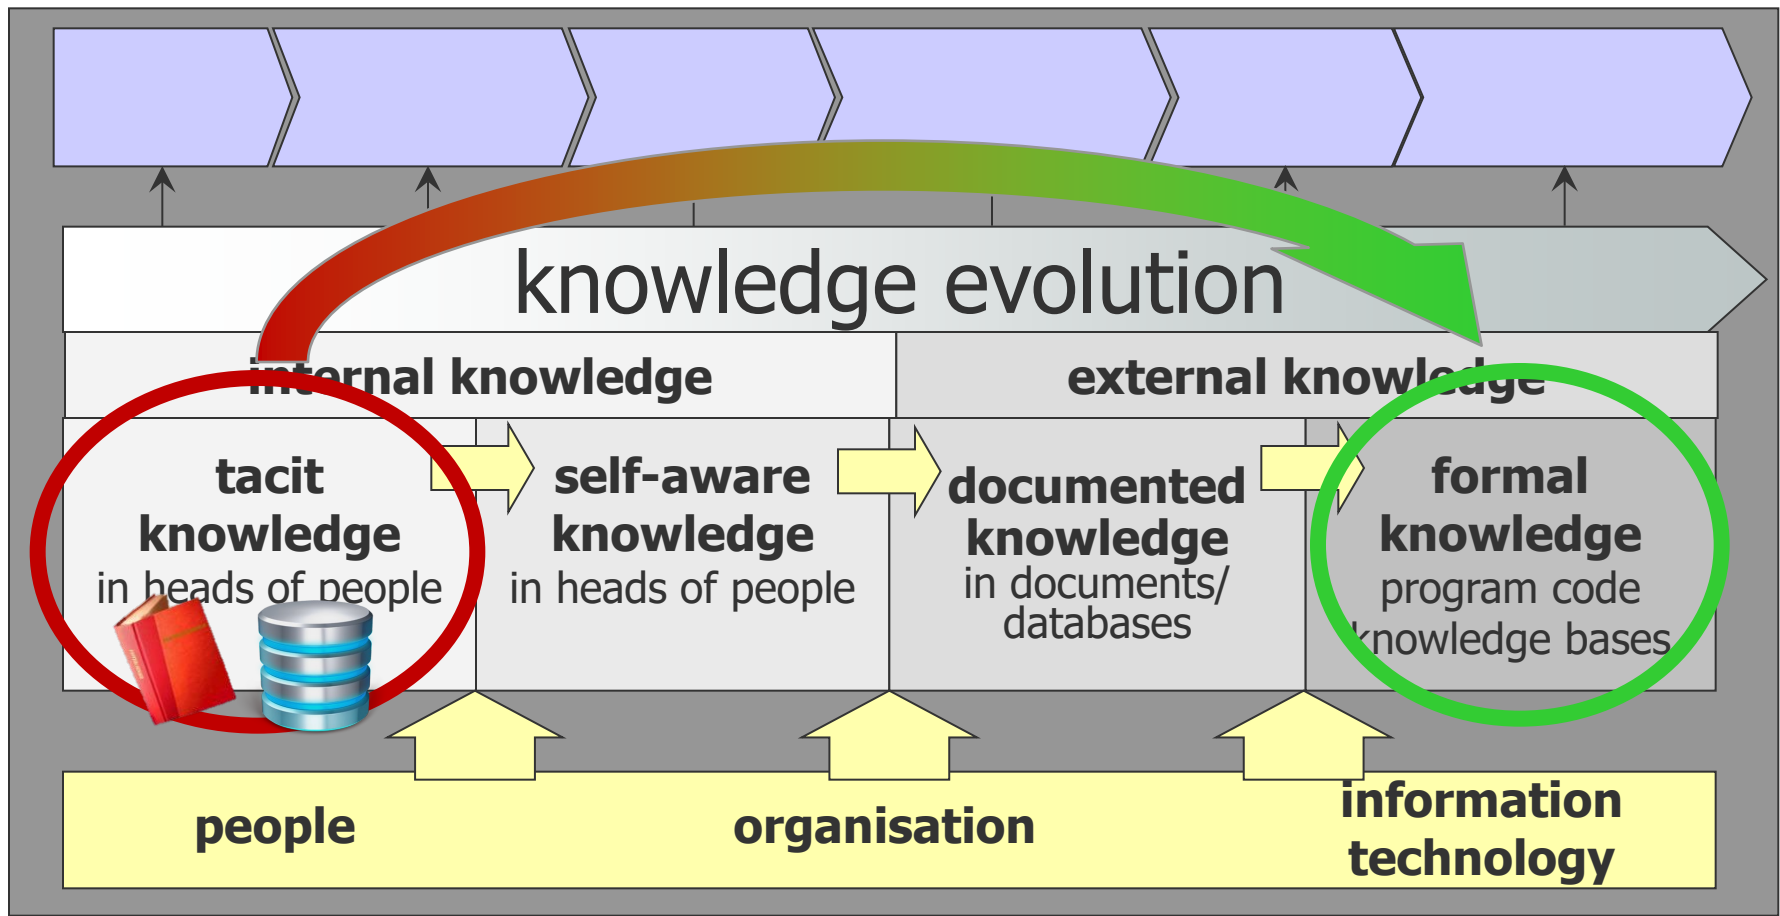 knowledge evolution
internal knowledge
external knowledge
tacit
knowledge
in heads of people
self-aware
knowledge
in heads of people
documented
knowledge
in documents/
databases
formal
knowledge
program code
knowledge bases
people
organisation
information
technology